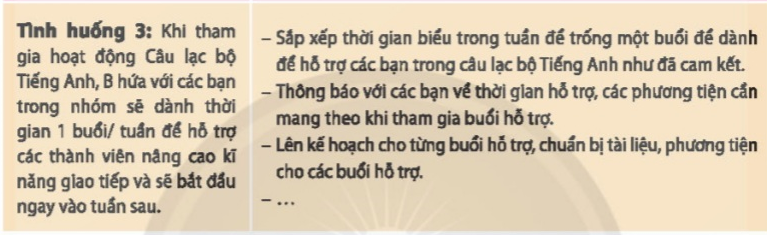 Tình huống 3: Khi tham
gia hoạt động Câu lạc bộ
Tiếng Anh, B hứa với các bạn
trong nhóm sẽ dành thời
gian 1 buổi/ tuần để hỗ trợ
các thành viên nâng cao kĩ
năng giao tiếp và sẽ bắt đầu
ngay vào tuần sau.
– Sắp xếp thời gian biểu trong tuần để trống một buổi để dành
để hỗ trợ các bạn trong câu lạc bộ Tiếng Anh như đã cam kết.
– Thông báo với các bạn về thời gian hỗ trợ, các phương tiện cần
mang theo khi tham gia buổi hỗ trợ.
– Lên kế hoạch cho từng buổi hỗ trợ, chuẩn bị tài liệu, phương tiện
cho các buổi hỗ trợ.
– ...